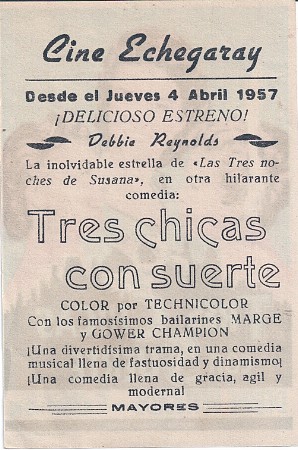 Cine Echegaray
Desde el Jueves 4 Abril 1957
¡DELICIOSO ESTRENO!
Debbie Reynolds
La inolvidable estrella de «Las Tres no-
ches de Susana», en otra hilarante
comedia:
Tres chicas
con suerte
COLOR por TECHNICOLOR
Con los famosísimos bailarines MARGE
y GOWER CHAMPION
¡Una divertidísima trama, en una comedia
musical llena de fastuosidad y dinamismo!
¡Una comedia llena de gracia, agil y
moderna!
MAYORES